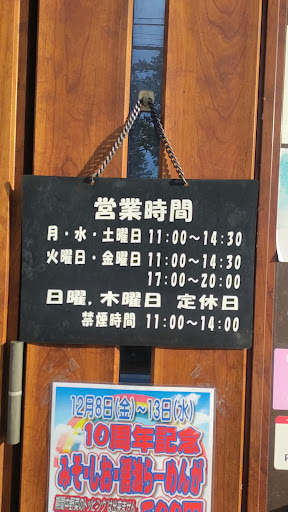 営業時間
月・水・土曜日 11:00〜14:30
火曜日・金曜日 11:00〜14:30
17:00〜20:00
日曜,木曜日 定休日
禁煙時間 11:00〜14:00
12月8日(金)〜13日(水)
10周年記念
みそ・しお・醤油らーめんが